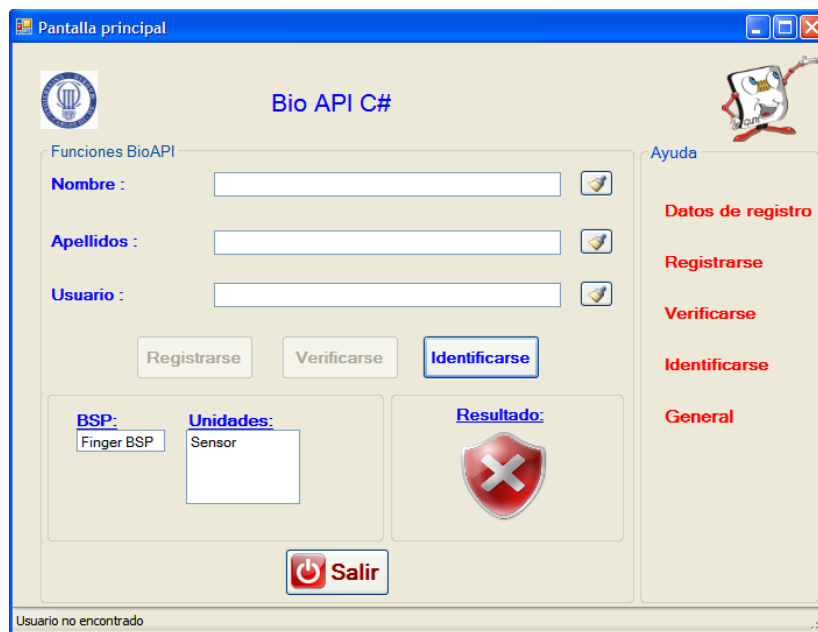 Pantalla principal
Bio API C#
Funciones BioAPI
Nombre :
Apellidos :
Usuario :
Registrarse
Verificarse
Identificarse
BSP:
Finger BSP
Unidades:
Sensor
Resultado:
Salir
Ayuda
Datos de registro
Registrarse
Verificarse
Identificarse
General
Usuario no encontrado